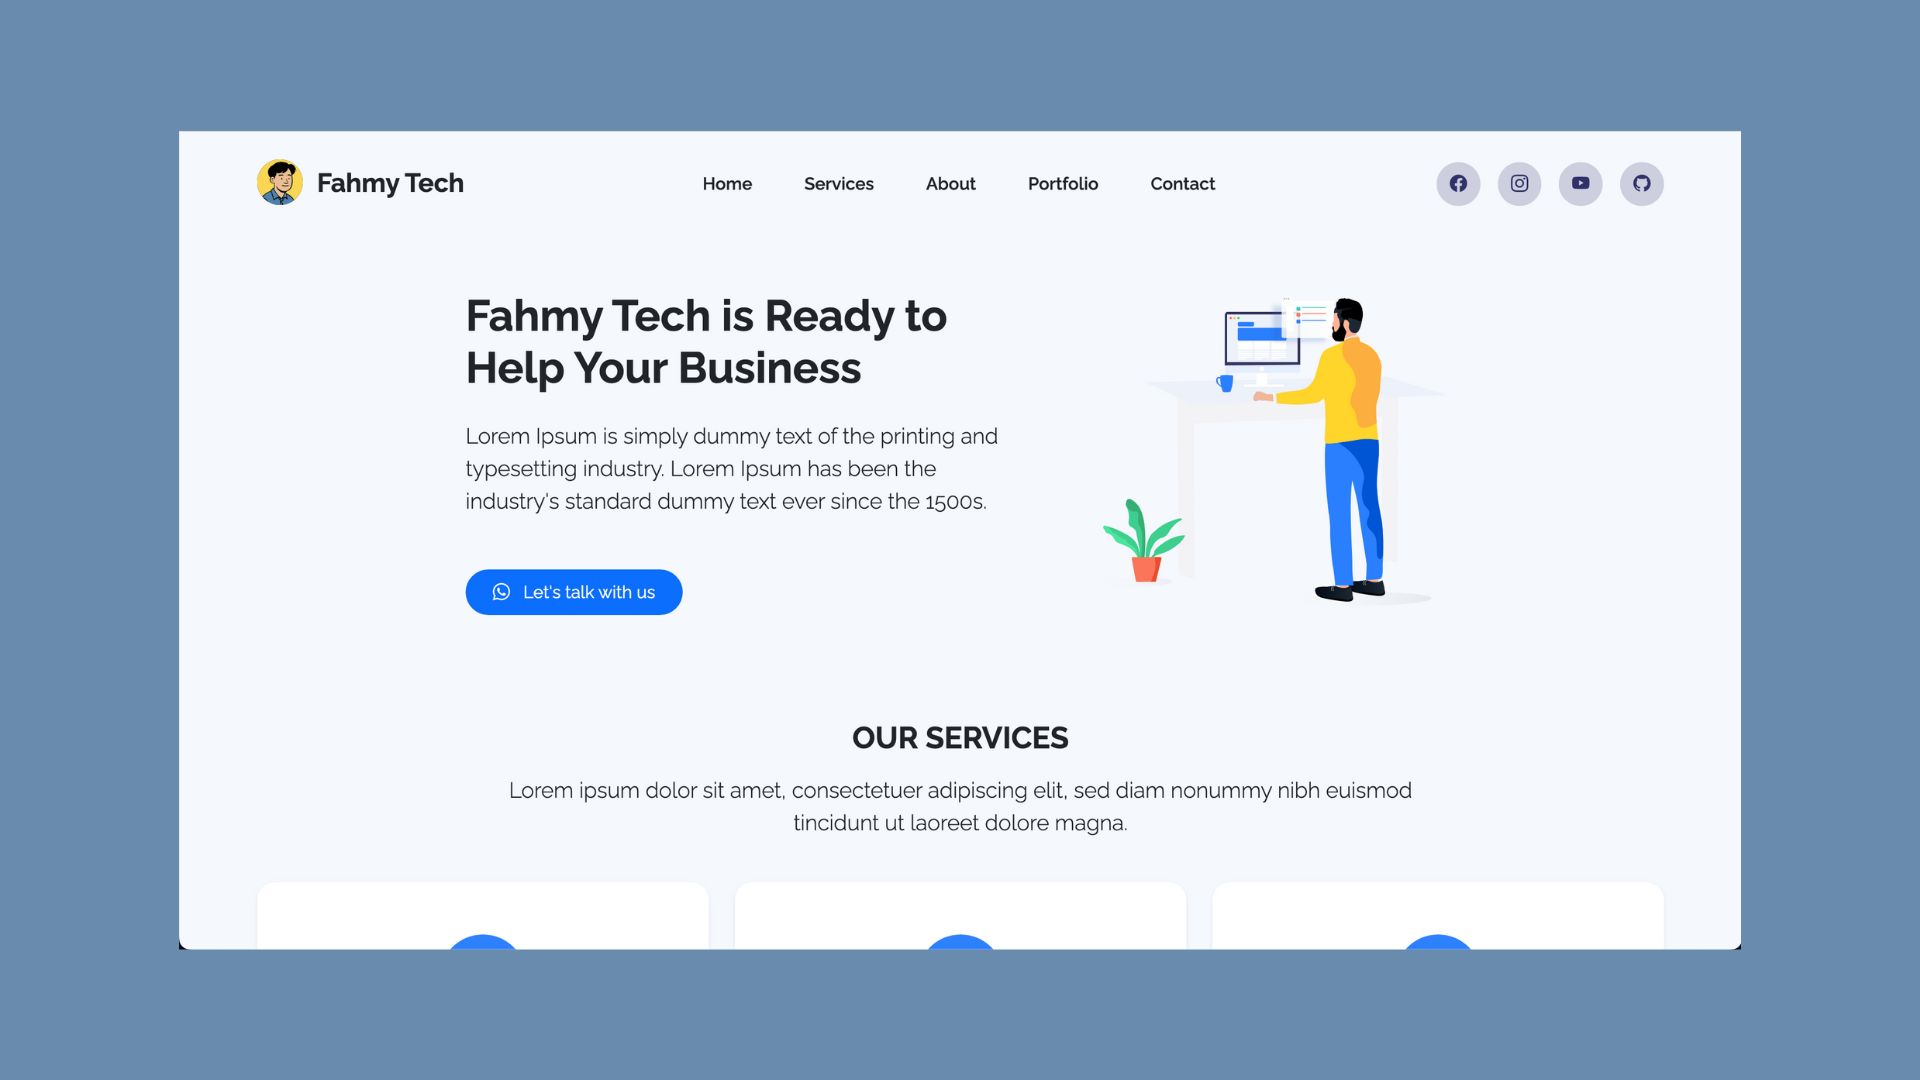 Fahmy Tech
Home
Services
About
Portfolio
Contact
Fahmy Tech is Ready to
Help Your Business
Lorem Ipsum is simply dummy text of the printing and
typesetting industry. Lorem Ipsum has been the
industry's standard dummy text ever since the 1500s.
Let's talk with us
OUR SERVICES
Lorem ipsum dolor sit amet, consectetuer adipiscing elit, sed diam nonummy nibh euismod
tincidunt ut laoreet dolore magna.